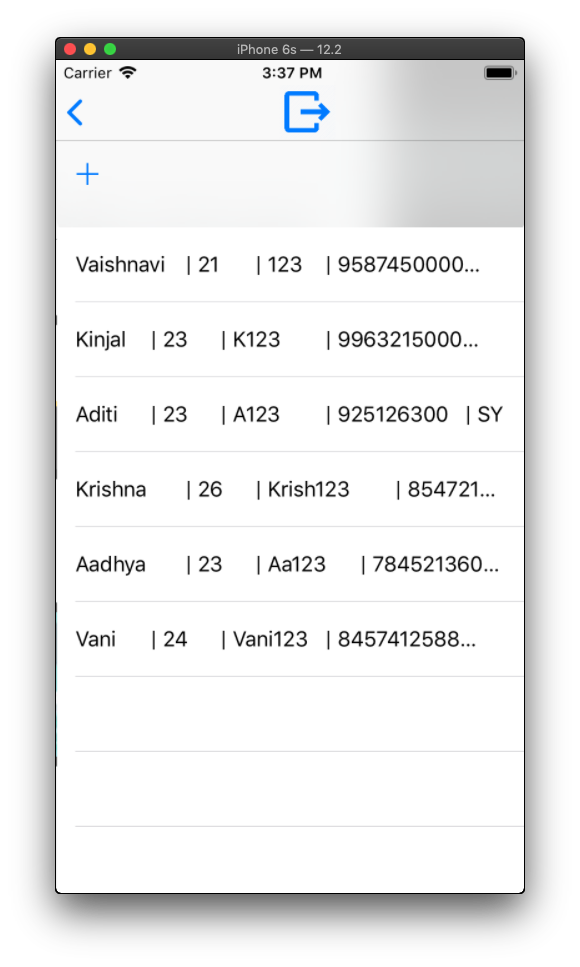 iPhone 6s — 12.2
Carrier 3:37 PM
Vaishnavi | 21 | 123 | 9587450000...
Kinjal | 23 | K123 | 9963215000...
Aditi | 23 | A123 | 925126300 | SY
Krishna | 26 | Krish123 | 854721...
Aadhya | 23 | Aa123 | 784521360...
Vani | 24 | Vani123 | 8457412588...